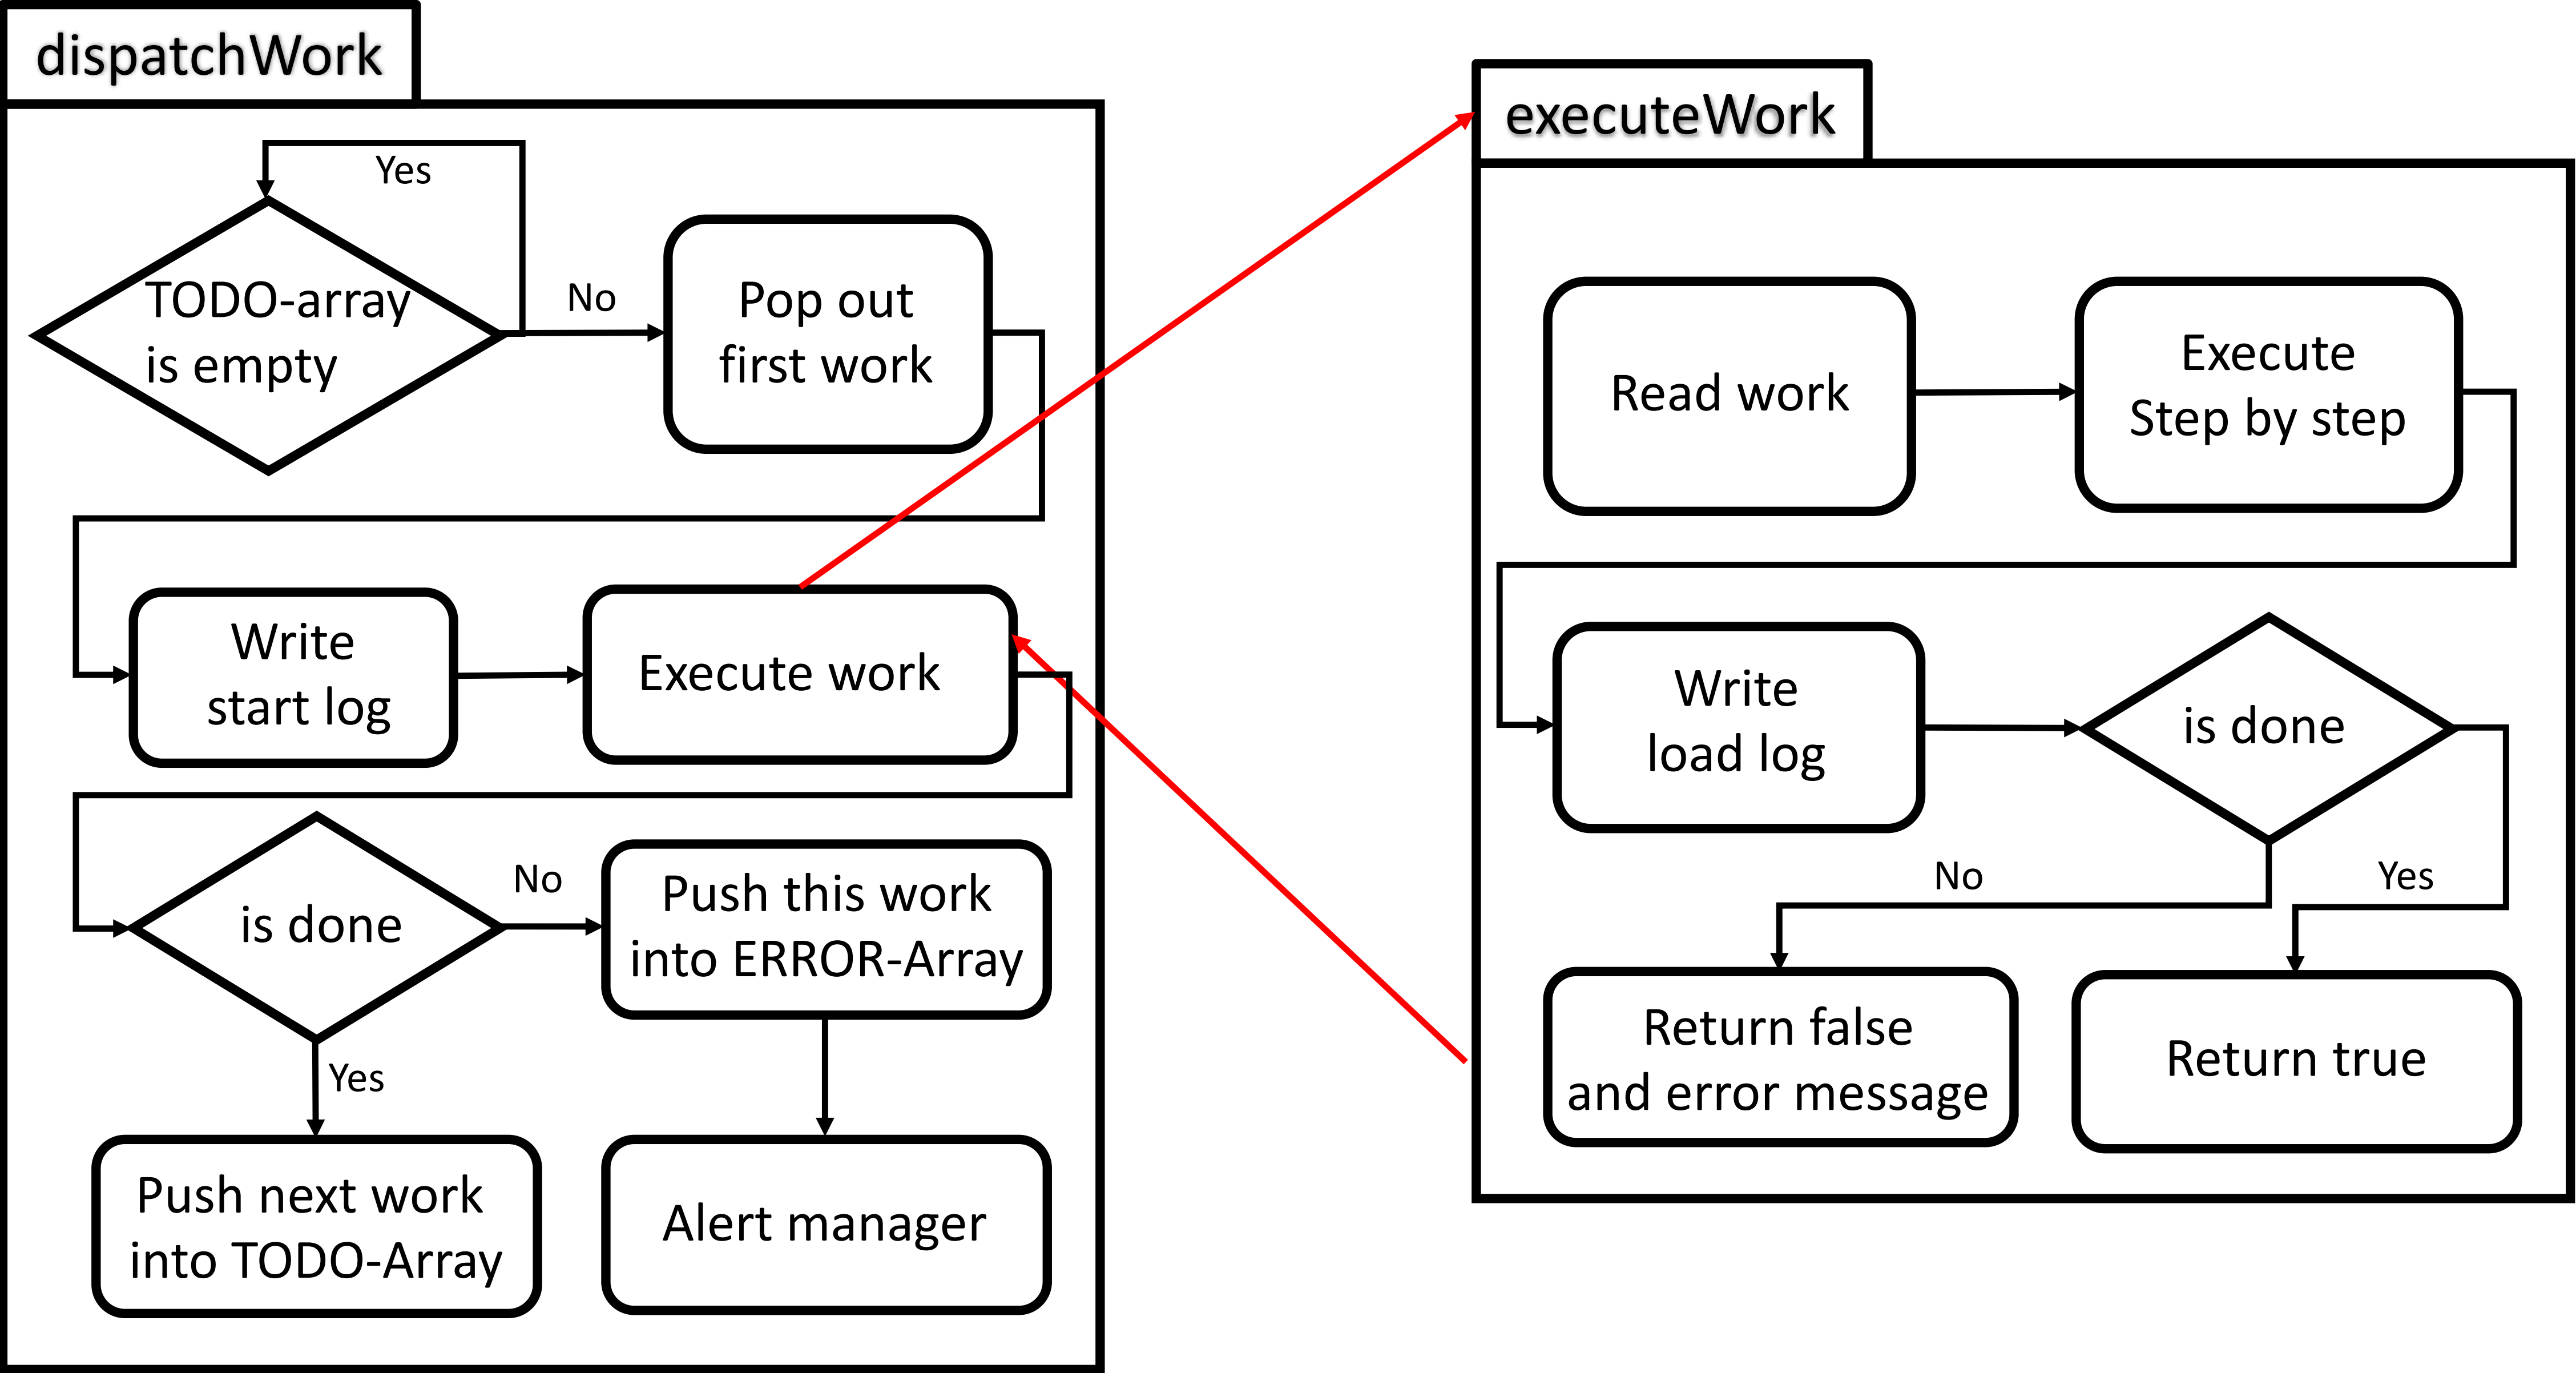 dispatchWork
Yes
TODO-array
is empty
No
Pop out
first work
Write
start log
Execute work
is done
No
Push this work
into ERROR-Array
Yes
Push next work
into TODO-Array
Alert manager
executeWork
Read work
Execute
Step by step
Write
load log
is done
No
Yes
Return false
and error message
Return true